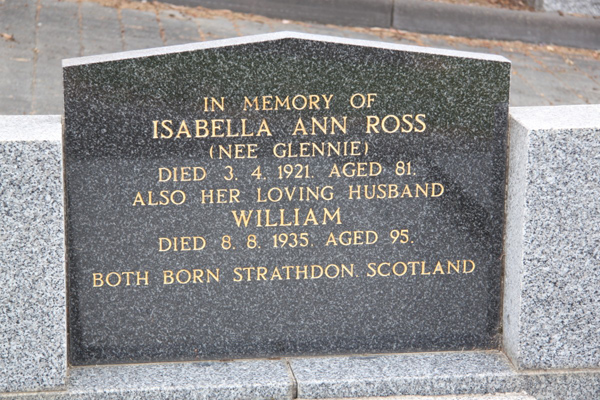 IN MEMORY OF
ISABELLA ANN ROSS
(NEE GLENNIE)
DIED 3. 4. 1921. AGED 81.
ALSO HER LOVING HUSBAND
WILLIAM
DIED 8. 8. 1935. AGED 95.
BOTH BORN STRATHDON SCOTLAND